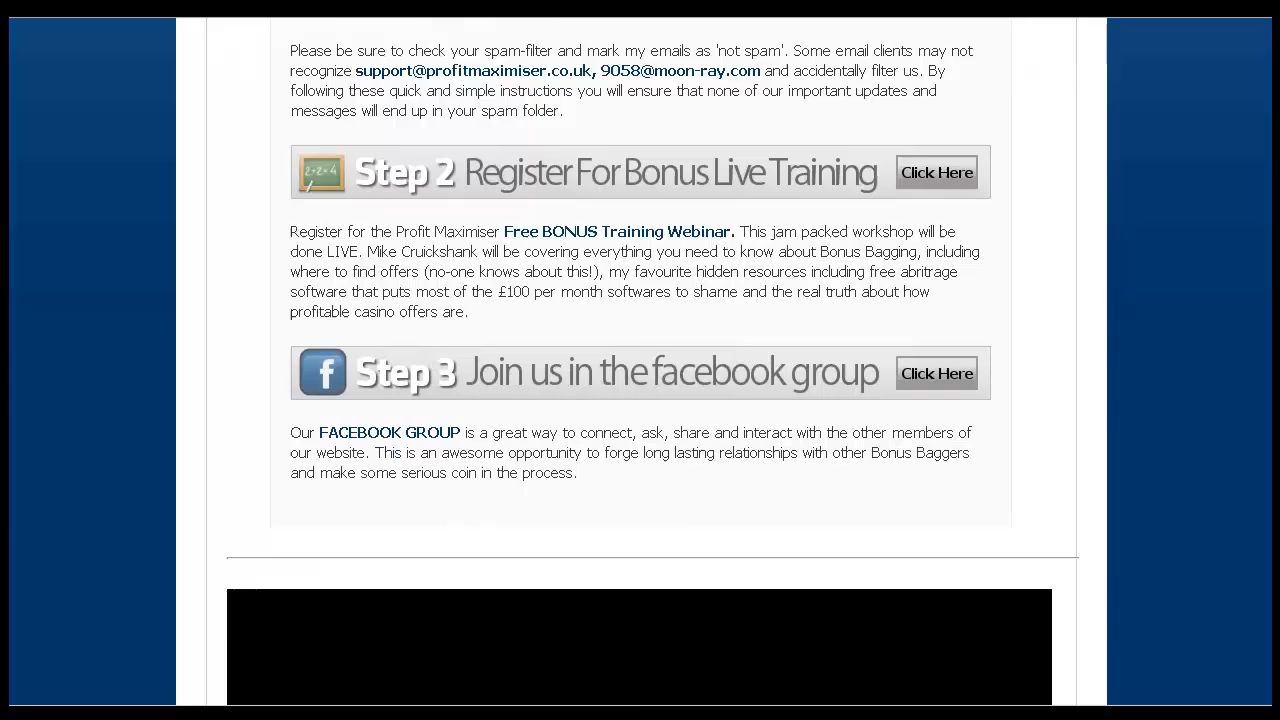 Please be sure to check your spam-filter and mark my emails as 'not spam'. Some email clients may not
recognize support@profitmaximiser.co.uk, 9058@moon-ray.com and accidentally filter us. By
following these quick and simple instructions you will ensure that none of our important updates and
messages will end up in your spam folder.
2+2=4 Step 2 Register For Bonus Live Training Click Here
Register for the Profit Maximiser Free BONUS Training Webinar. This jam packed workshop will be
done LIVE. Mike Cruickshank will be covering everything you need to know about Bonus Bagging, including
where to find offers (no-one knows about this!), my favourite hidden resources including free abritrage
software that puts most of the £100 per month softwares to shame and the real truth about how
profitable casino offers are.
f Step 3 Join us in the facebook group Click Here
Our FACEBOOK GROUP is a great way to connect, ask, share and interact with the other members of
our website. This is an awesome opportunity to forge long lasting relationships with other Bonus Baggers
and make some serious coin in the process.